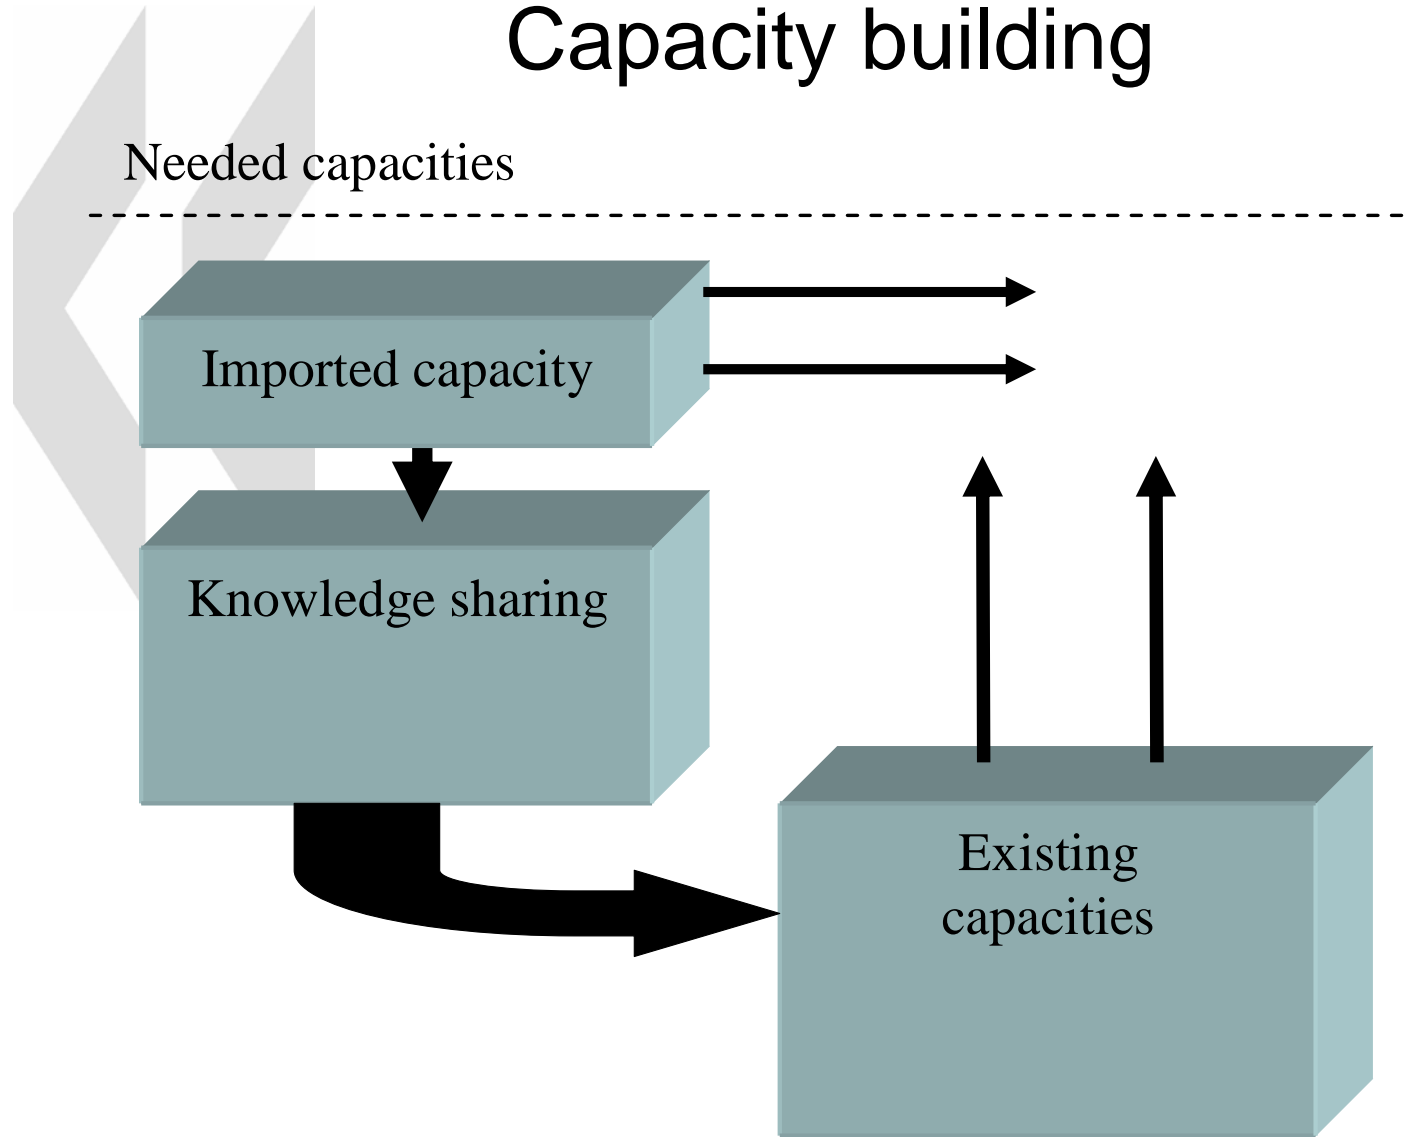 Capacity building
Needed capacities
Imported capacity
Knowledge sharing
Existing
capacities